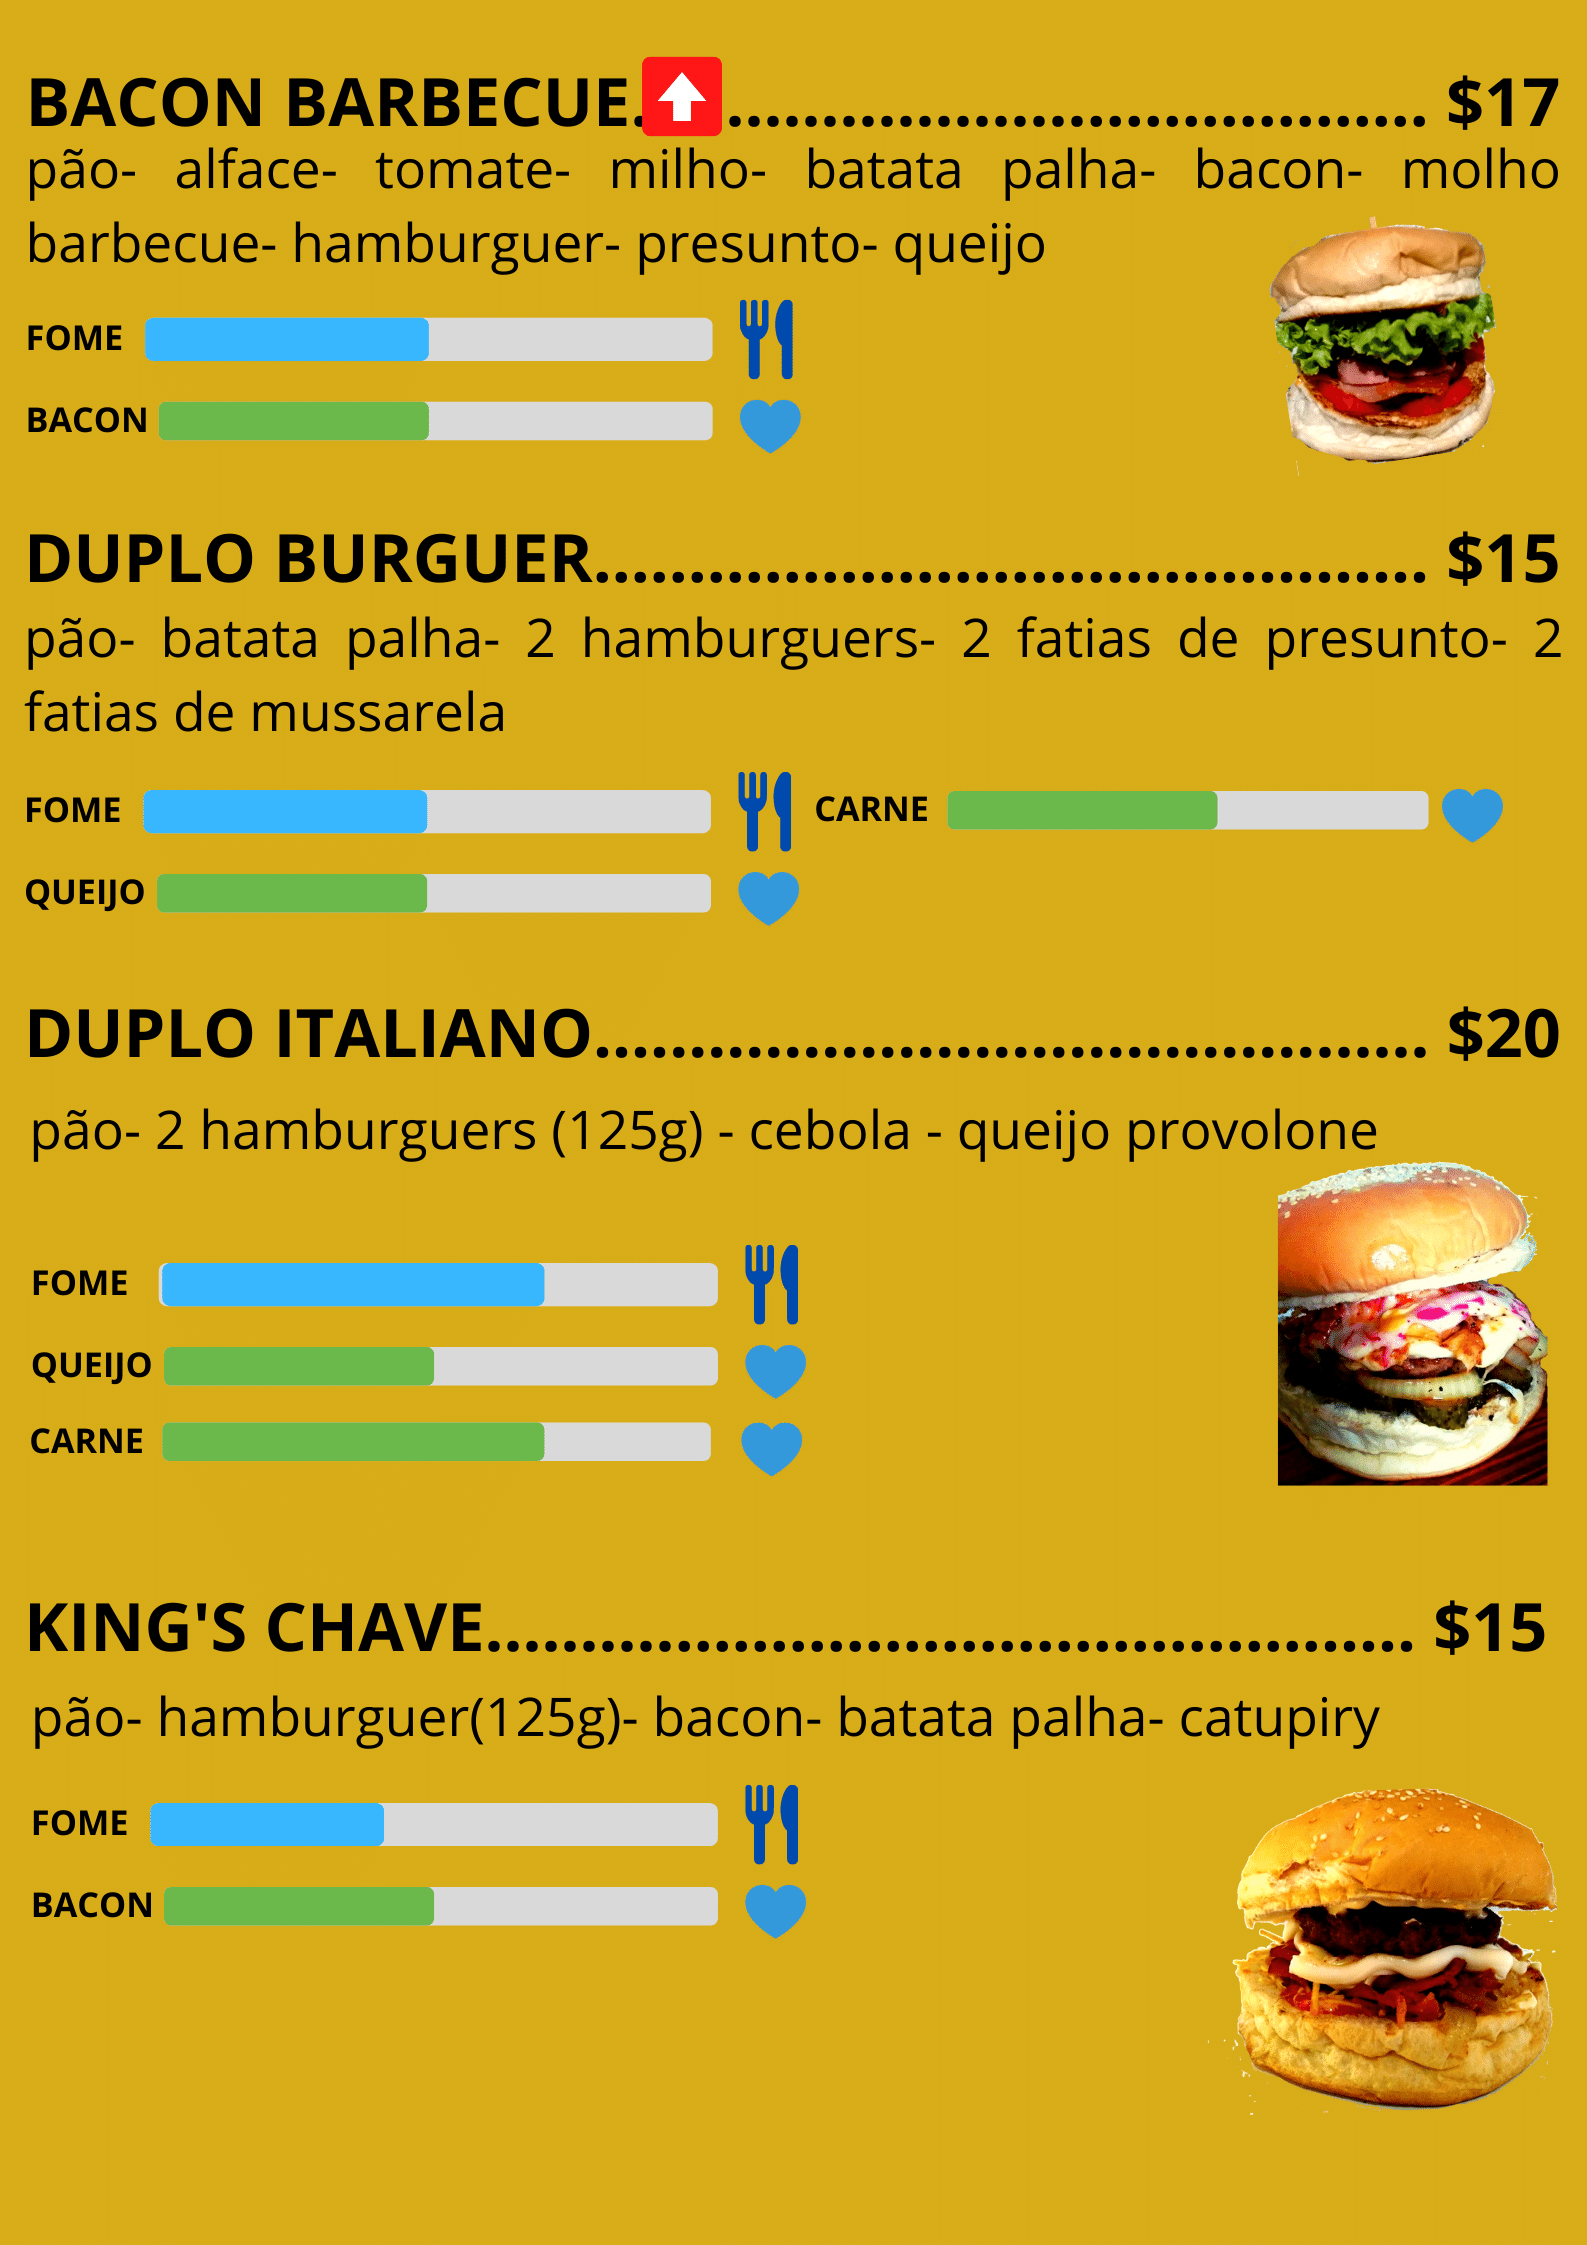 BACON BARBECUE....................................... $17
pão- alface- tomate- milho- batata palha- bacon- molho
barbecue- hamburguer- presunto- queijo
FOME
BACON
DUPLO BURGUER............................................ $15
pão- batata palha- 2 hamburguers- 2 fatias de presunto- 2
fatias de mussarela
FOME
CARNE
QUEIJO
DUPLO ITALIANO............................................ $20
pão- 2 hamburguers (125g) - cebola - queijo provolone
FOME
QUEIJO
CARNE
KING'S CHAVE................................................. $15
pão- hamburguer(125g)- bacon- batata palha- catupiry
FOME
BACON